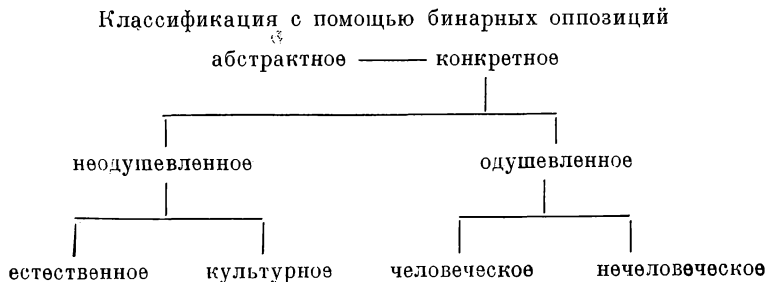 Классификация с помощью бинарных оппозиций
абстрактное конкретное
неодушевленное одушевленное
естественное культурное человеческое нечеловеческое